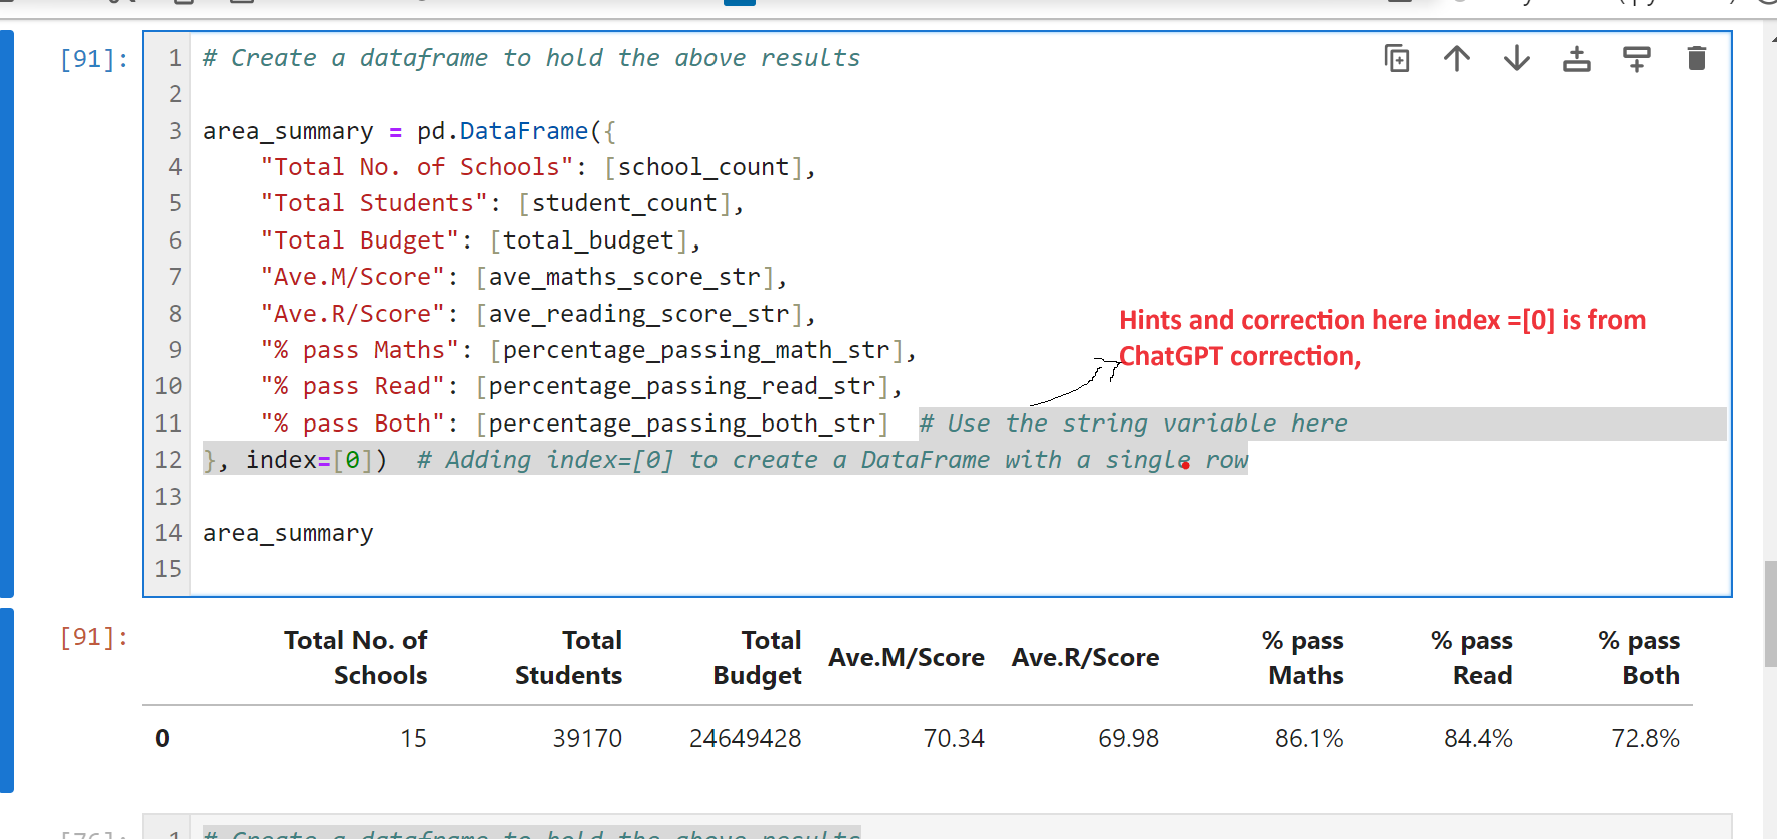 [91]:
1 # Create a dataframe to hold the above results
2
3 area_summary = pd.DataFrame({
4     "Total No. of Schools": [school_count],
5     "Total Students": [student_count],
6     "Total Budget": [total_budget],
7     "Ave.M/Score": [ave_maths_score_str],
8     "Ave.R/Score": [ave_reading_score_str],
Hints and correction here index =[0] is from
9     "% pass Maths": [percentage_passing_math_str],
ChatGPT correction,
10     "% pass Read": [percentage_passing_read_str],
11     "% pass Both": [percentage_passing_both_str]  # Use the string variable here
12 }, index=[0])  # Adding index=[0] to create a DataFrame with a single row
13
14 area_summary
15
[91]:
Total No. of Schools Total Students Total Budget Ave.M/Score Ave.R/Score % pass Maths % pass Read % pass Both
0 15 39170 24649428 70.34 69.98 86.1% 84.4% 72.8%
1 # Create a dataframe to hold the above results